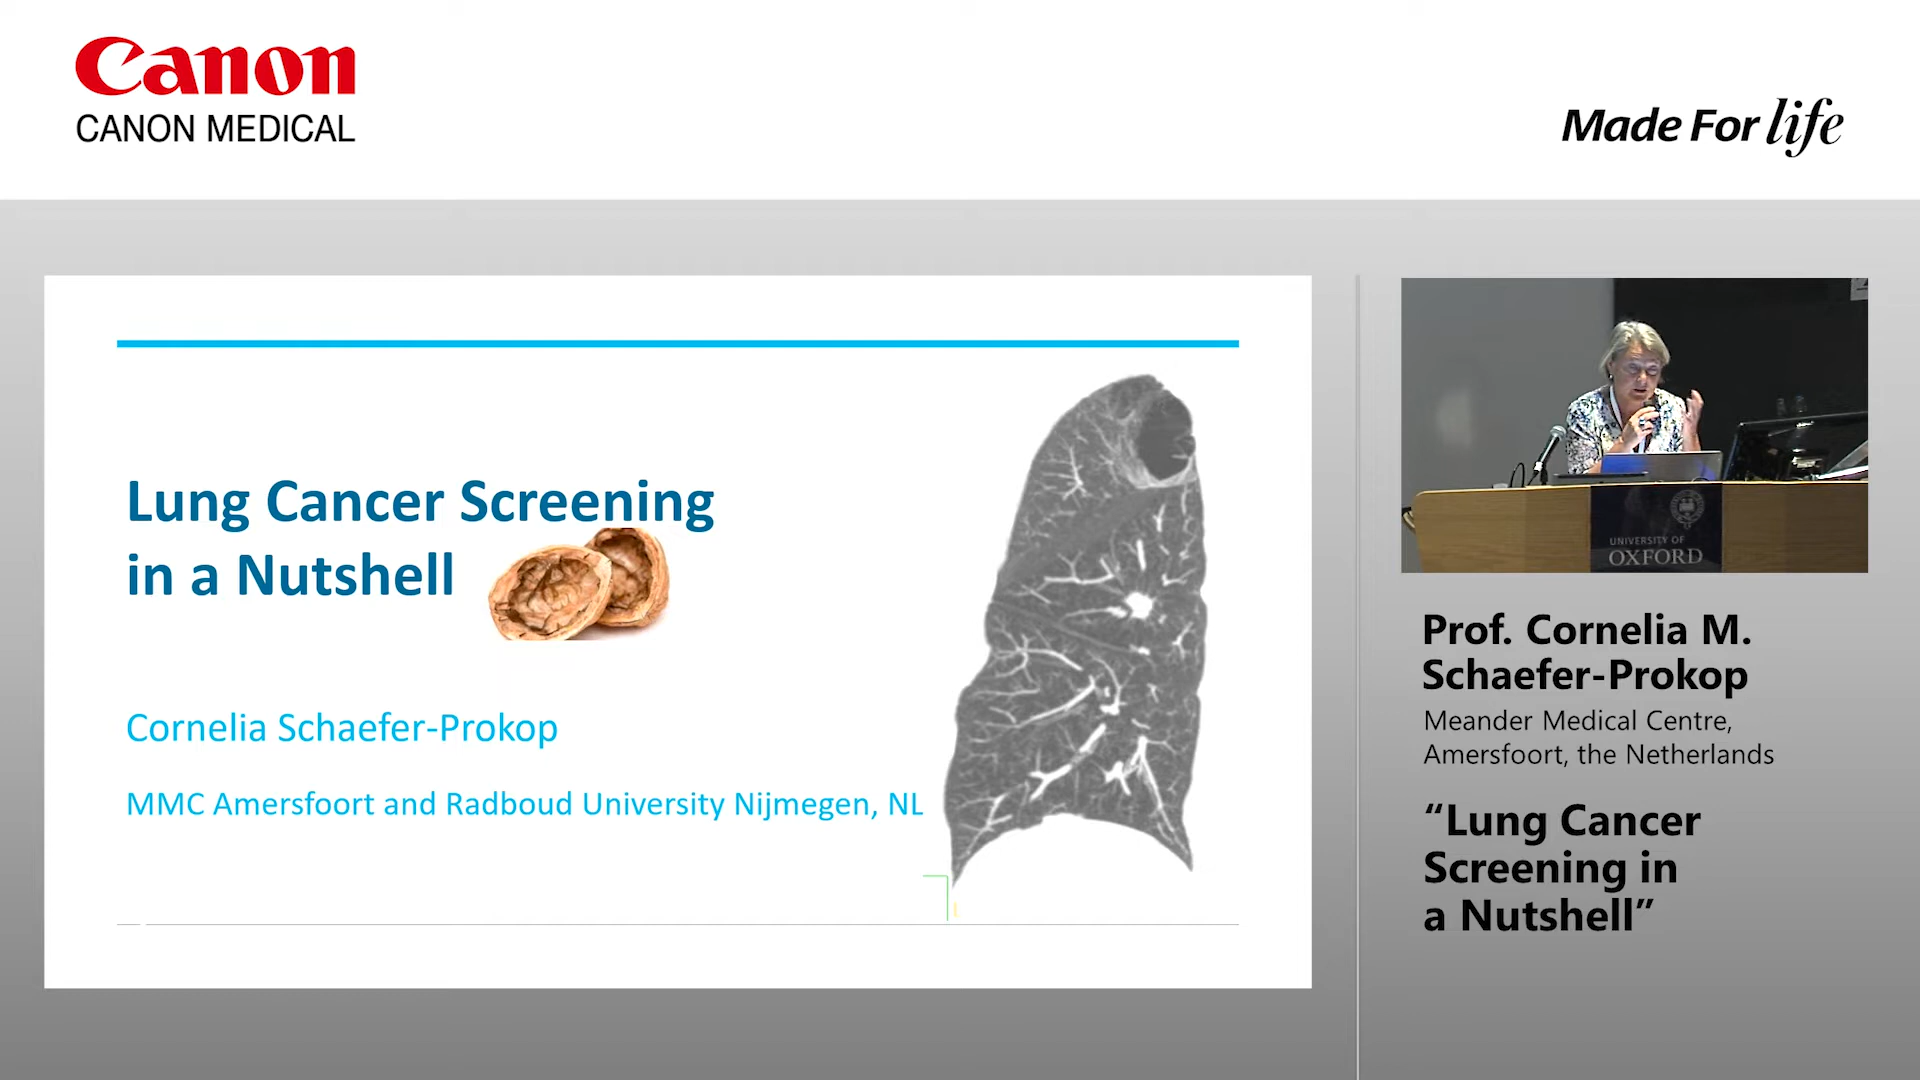 Canon
CANON MEDICAL
Made For life
Lung Cancer Screening
in a Nutshell
Cornelia Schaefer-Prokop
MMC Amersfoort and Radboud University Nijmegen, NL
UNIVERSITY OF
OXFORD
Prof. Cornelia M.
Schaefer-Prokop
Meander Medical Centre,
Amersfoort, the Netherlands
“Lung Cancer
Screening in
a Nutshell”